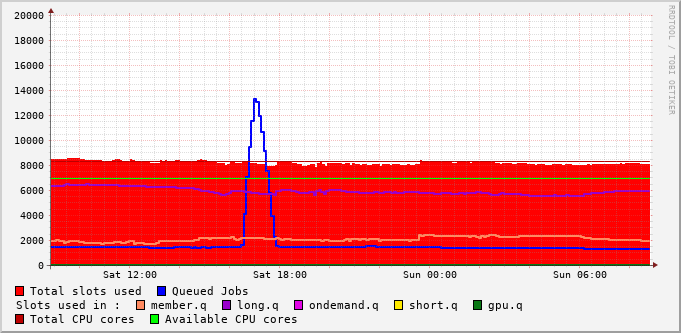 20000
18000
16000
14000
12000
10000
8000
6000
4000
2000
0
Sat 12:00 Sat 18:00 Sun 00:00 Sun 06:00
Total slots used Queued Jobs
Slots used in : member.q long.q ondemand.q short.q gpu.q
Total CPU cores Available CPU cores
RRDTOOL / TOBI OETIKER